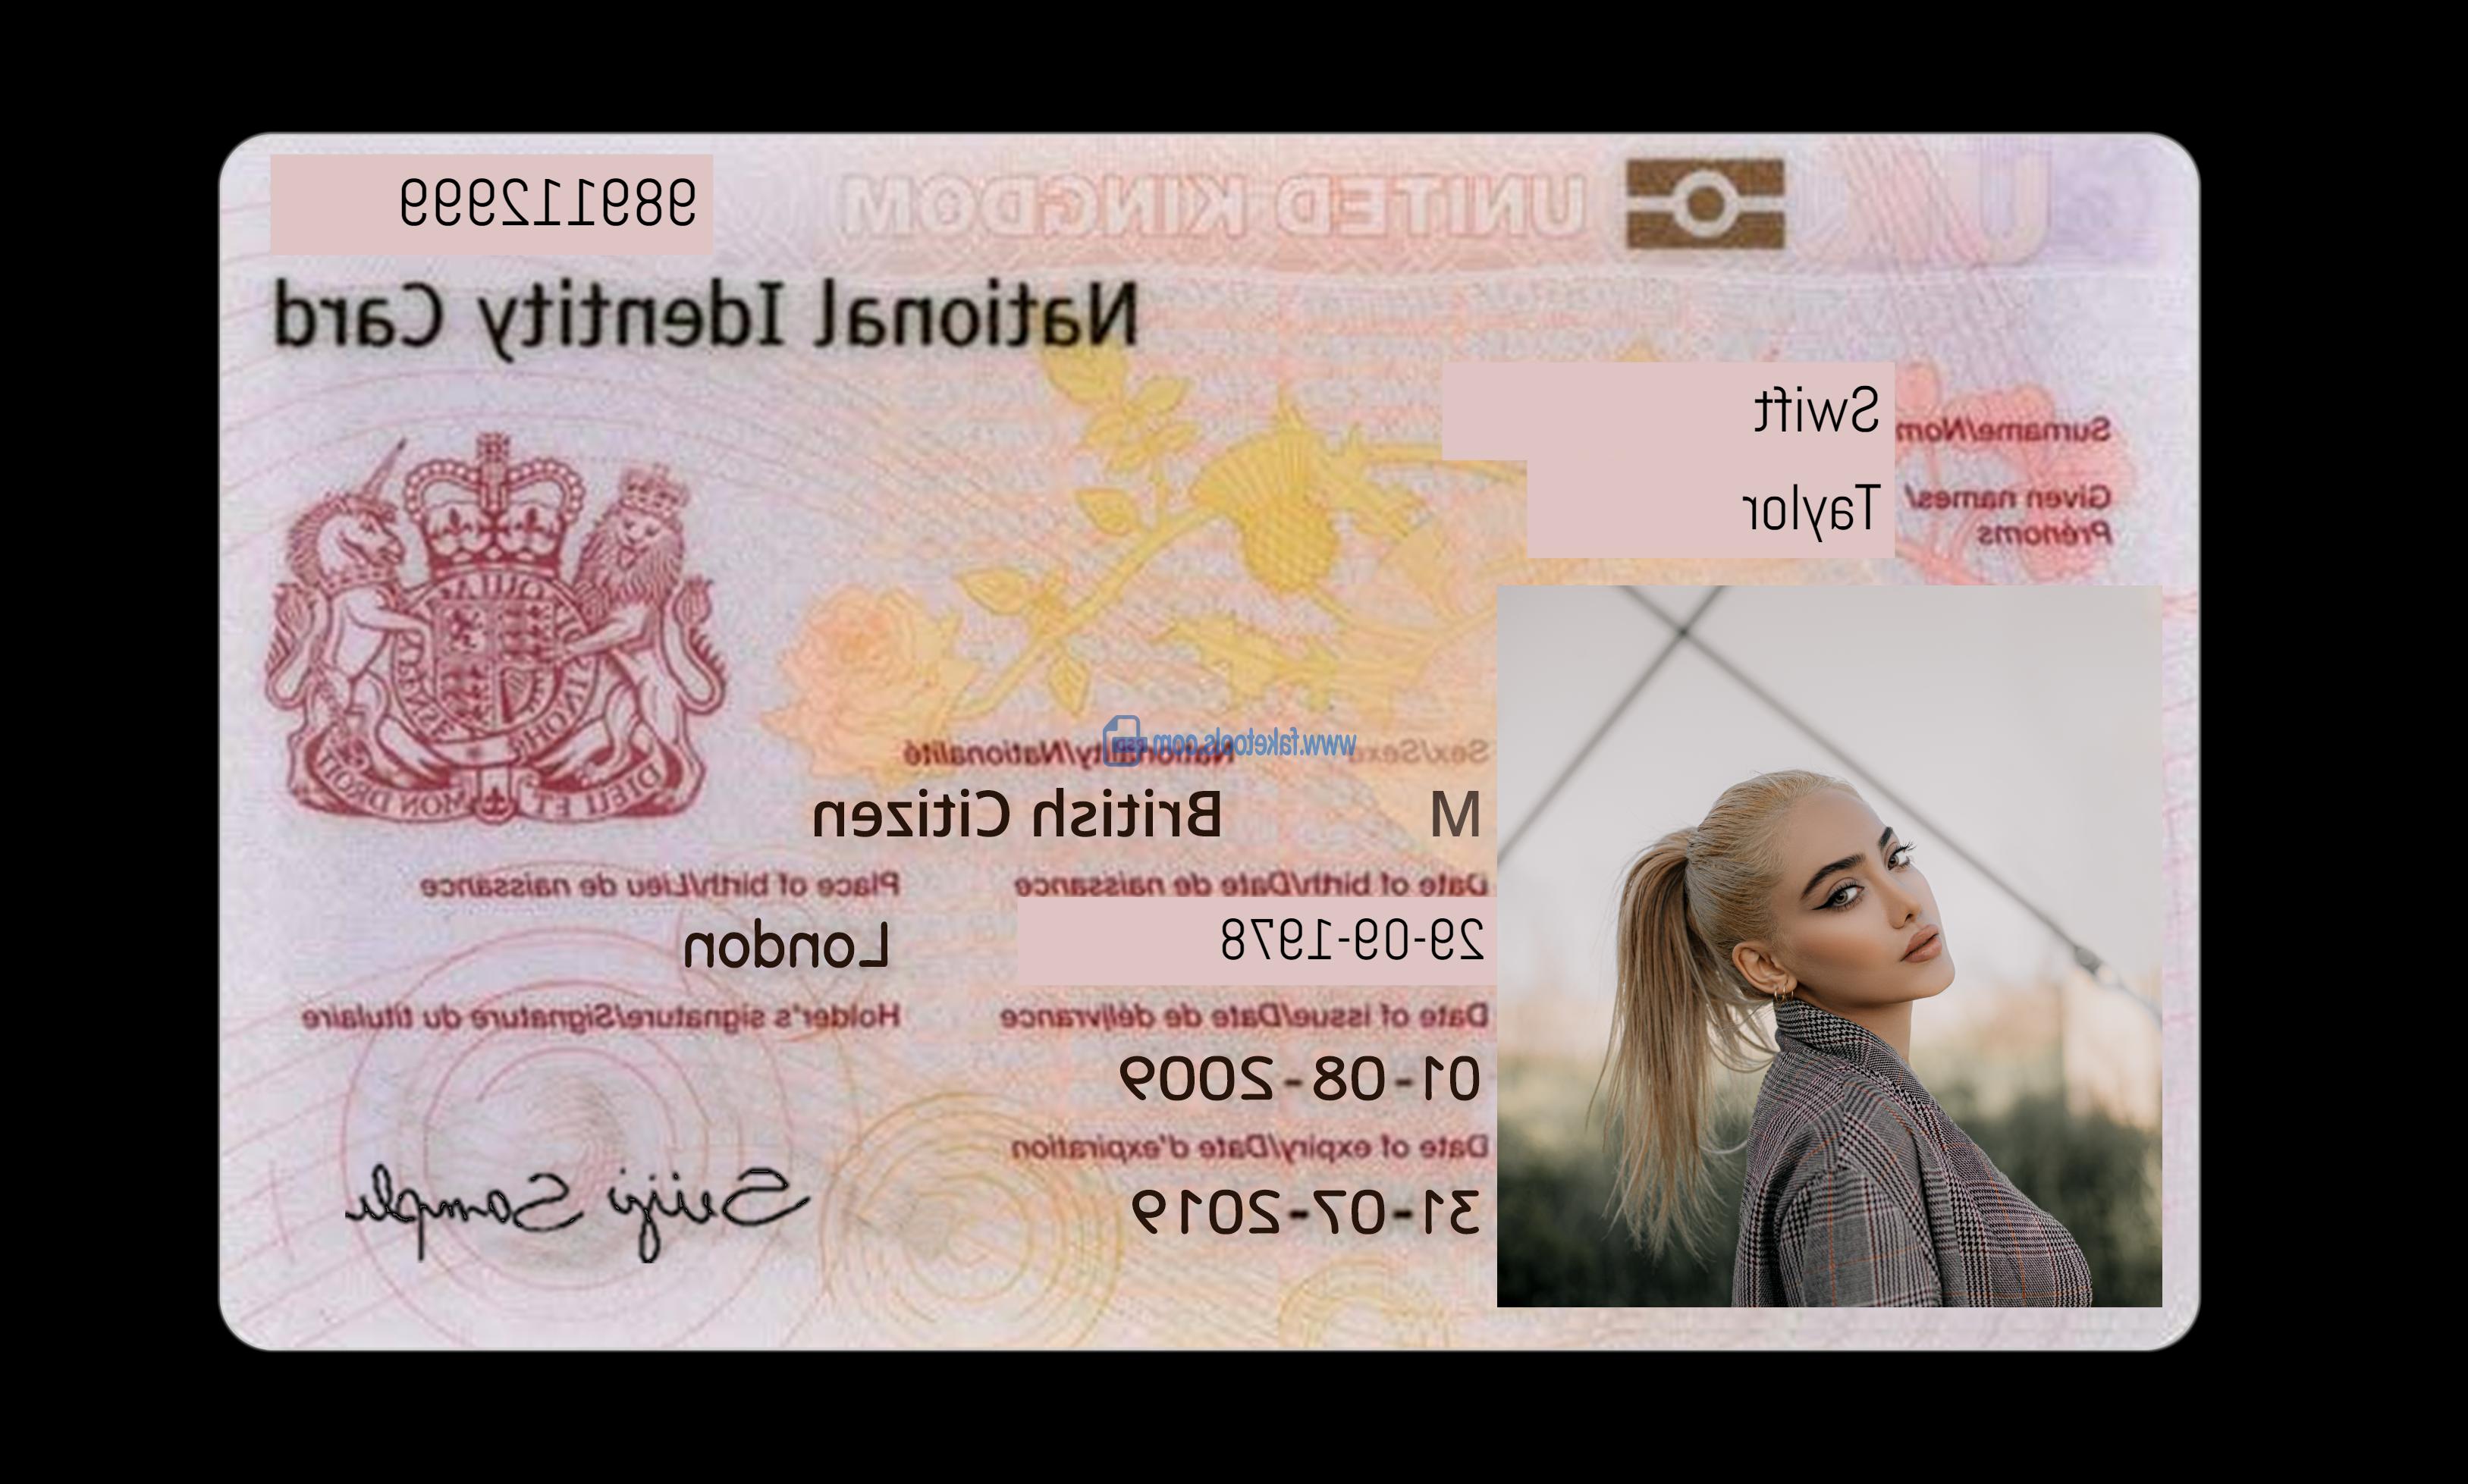 UNITED KINGDOM
989112999
National Identity Card
Surname/Nom
Swift
Given names/
Prénoms
Taylor
www.faketools.com
Sex/Sexe
Nationality/Nationalité
M
British Citizen
Date of birth/Date de naissance
Place of birth/Lieu de naissance
29-09-1978
London
Date of issue/Date de délivrance
Holder's signature/Signature du titulaire
01-08-2009
Date of expiry/Date d'expiration
31-07-2019
DIEU ET MON DROIT